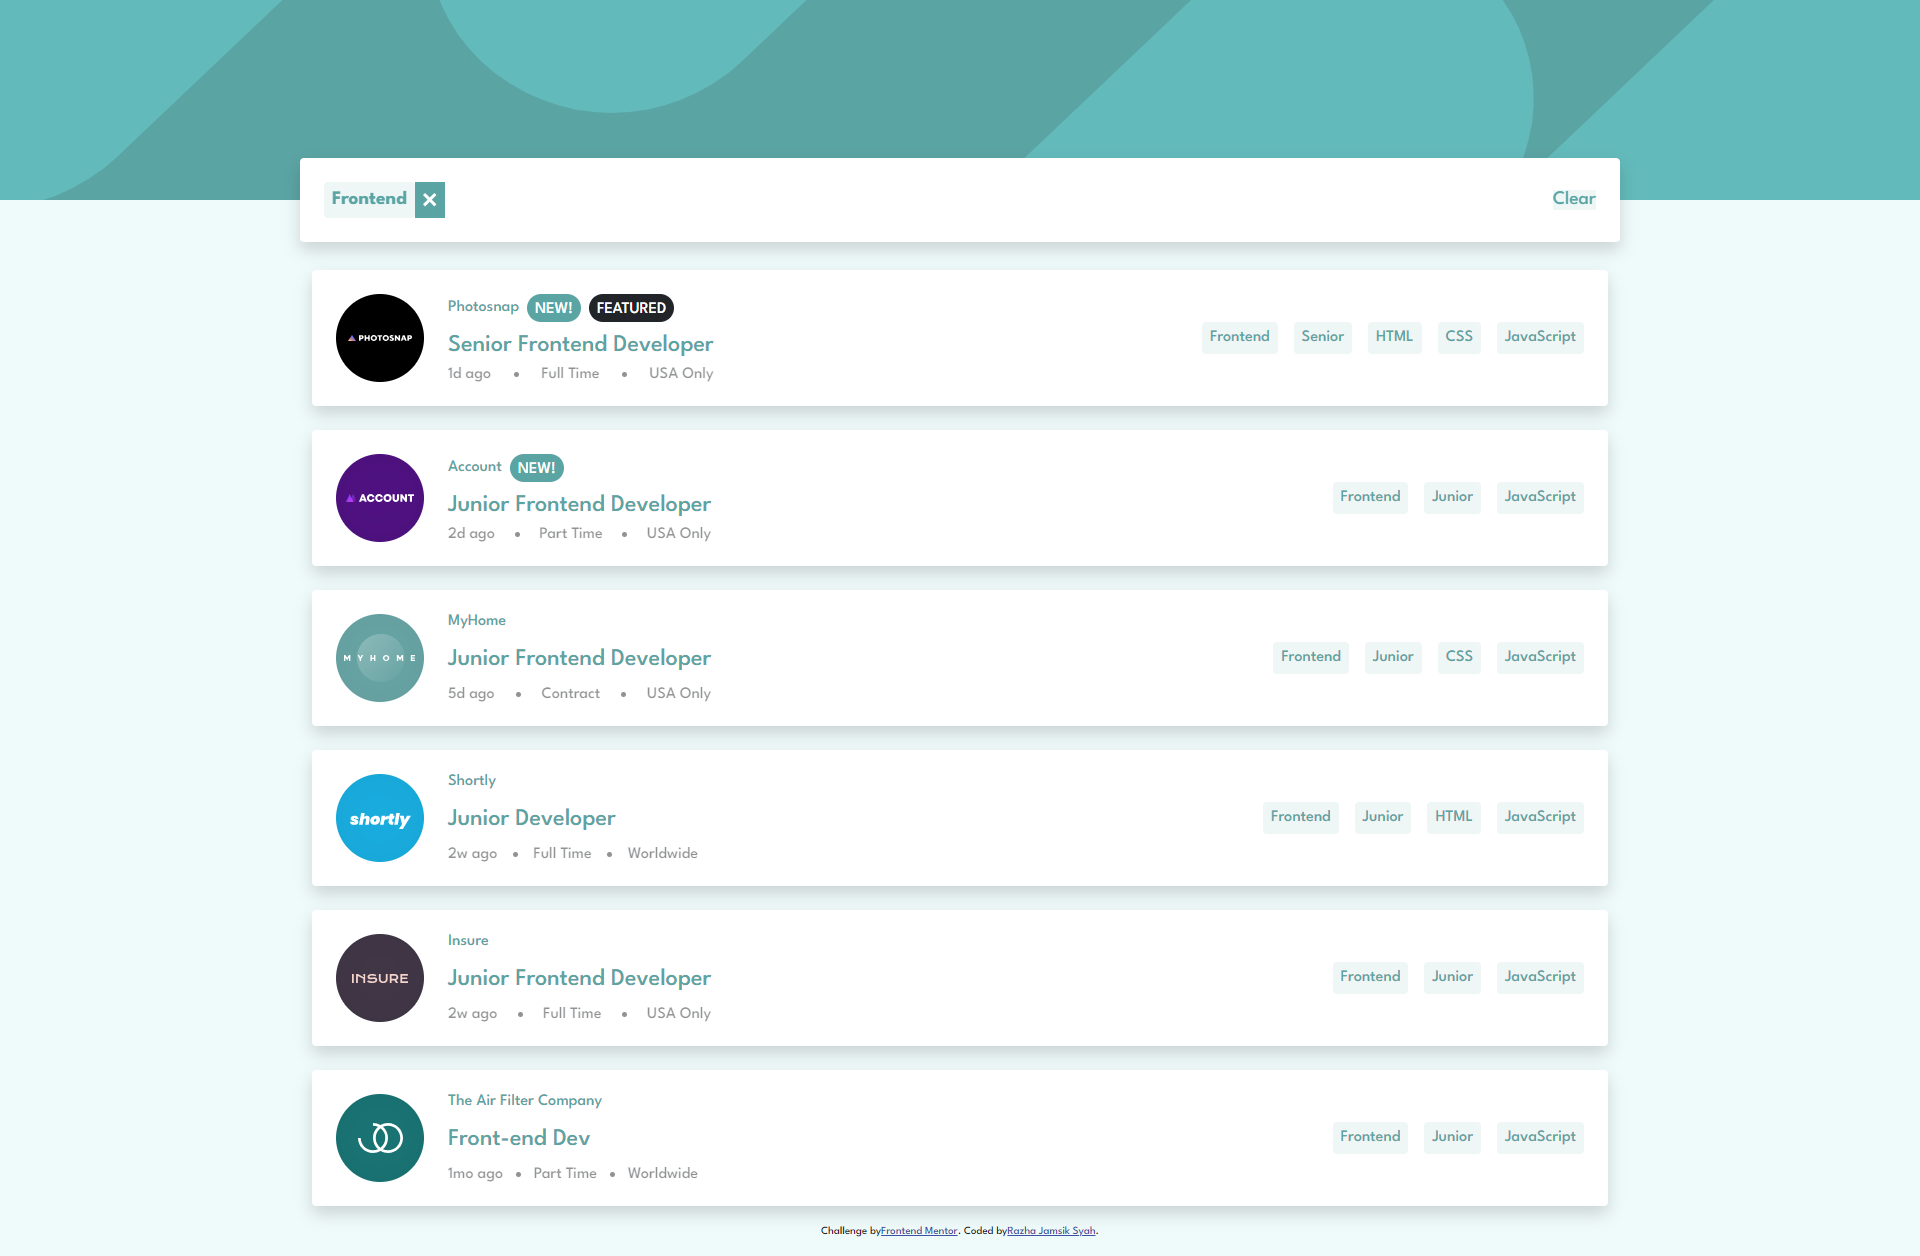 Frontend
Clear
PHOTOSNAP
Photosnap NEW! FEATURED
Senior Frontend Developer
1d ago • Full Time • USA Only
Frontend Senior HTML CSS JavaScript
ACCOUNT
Account NEW!
Junior Frontend Developer
2d ago • Part Time • USA Only
Frontend Junior JavaScript
MYHOME
MyHome
Junior Frontend Developer
5d ago • Contract • USA Only
Frontend Junior CSS JavaScript
shortly
Shortly
Junior Developer
2w ago • Full Time • Worldwide
Frontend Junior HTML JavaScript
INSURE
Insure
Junior Frontend Developer
2w ago • Full Time • USA Only
Frontend Junior JavaScript
The Air Filter Company
Front-end Dev
1mo ago • Part Time • Worldwide
Frontend Junior JavaScript
Challenge byFrontend Mentor. Coded byRazha Jamsik Syah.